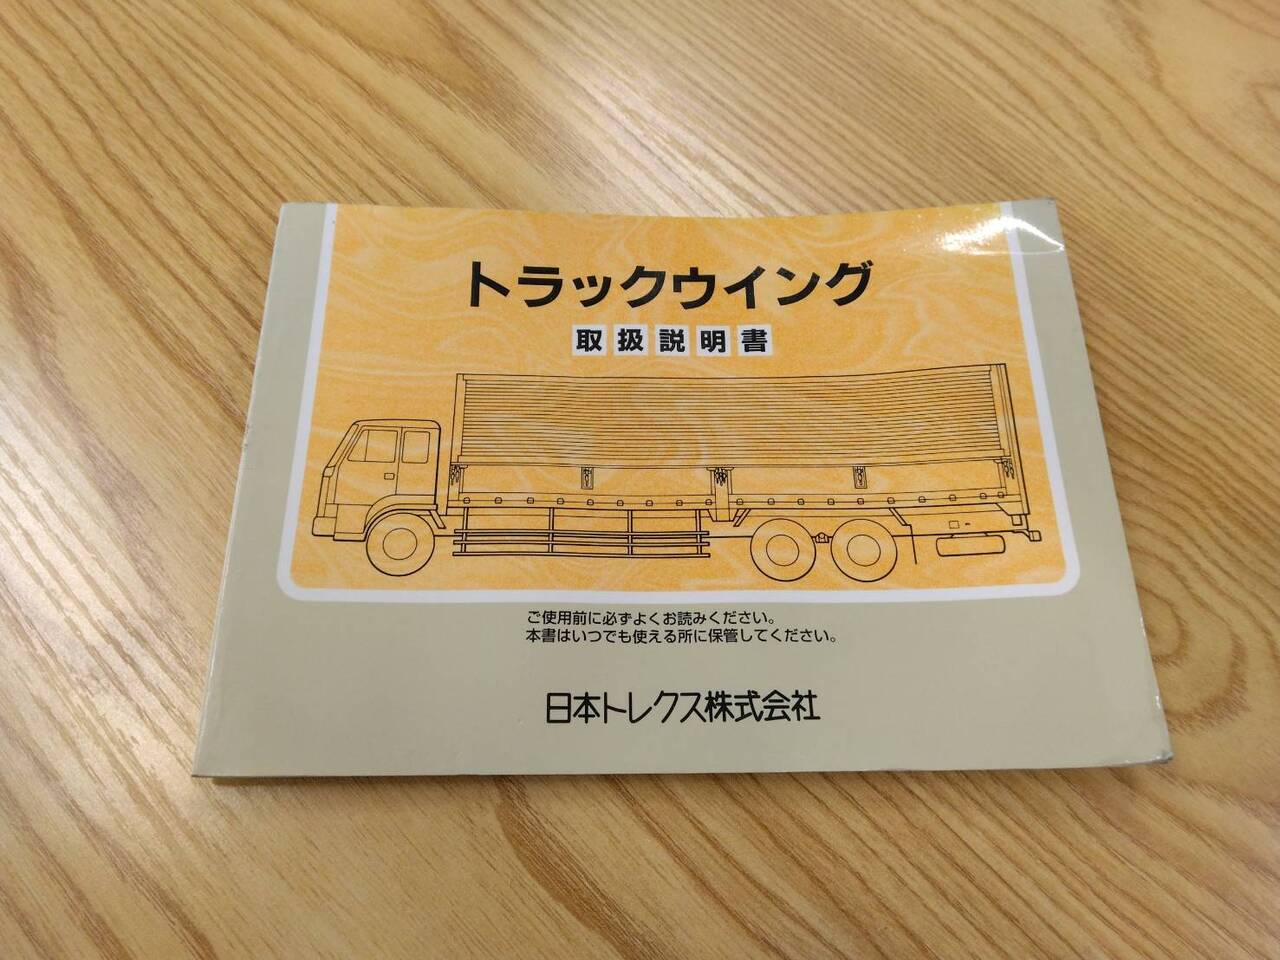 トラックウイング
取扱説明書
ご使用前に必ずよくお読みください。
本書はいつでも使える所に保管してください。
日本トレクス株式会社